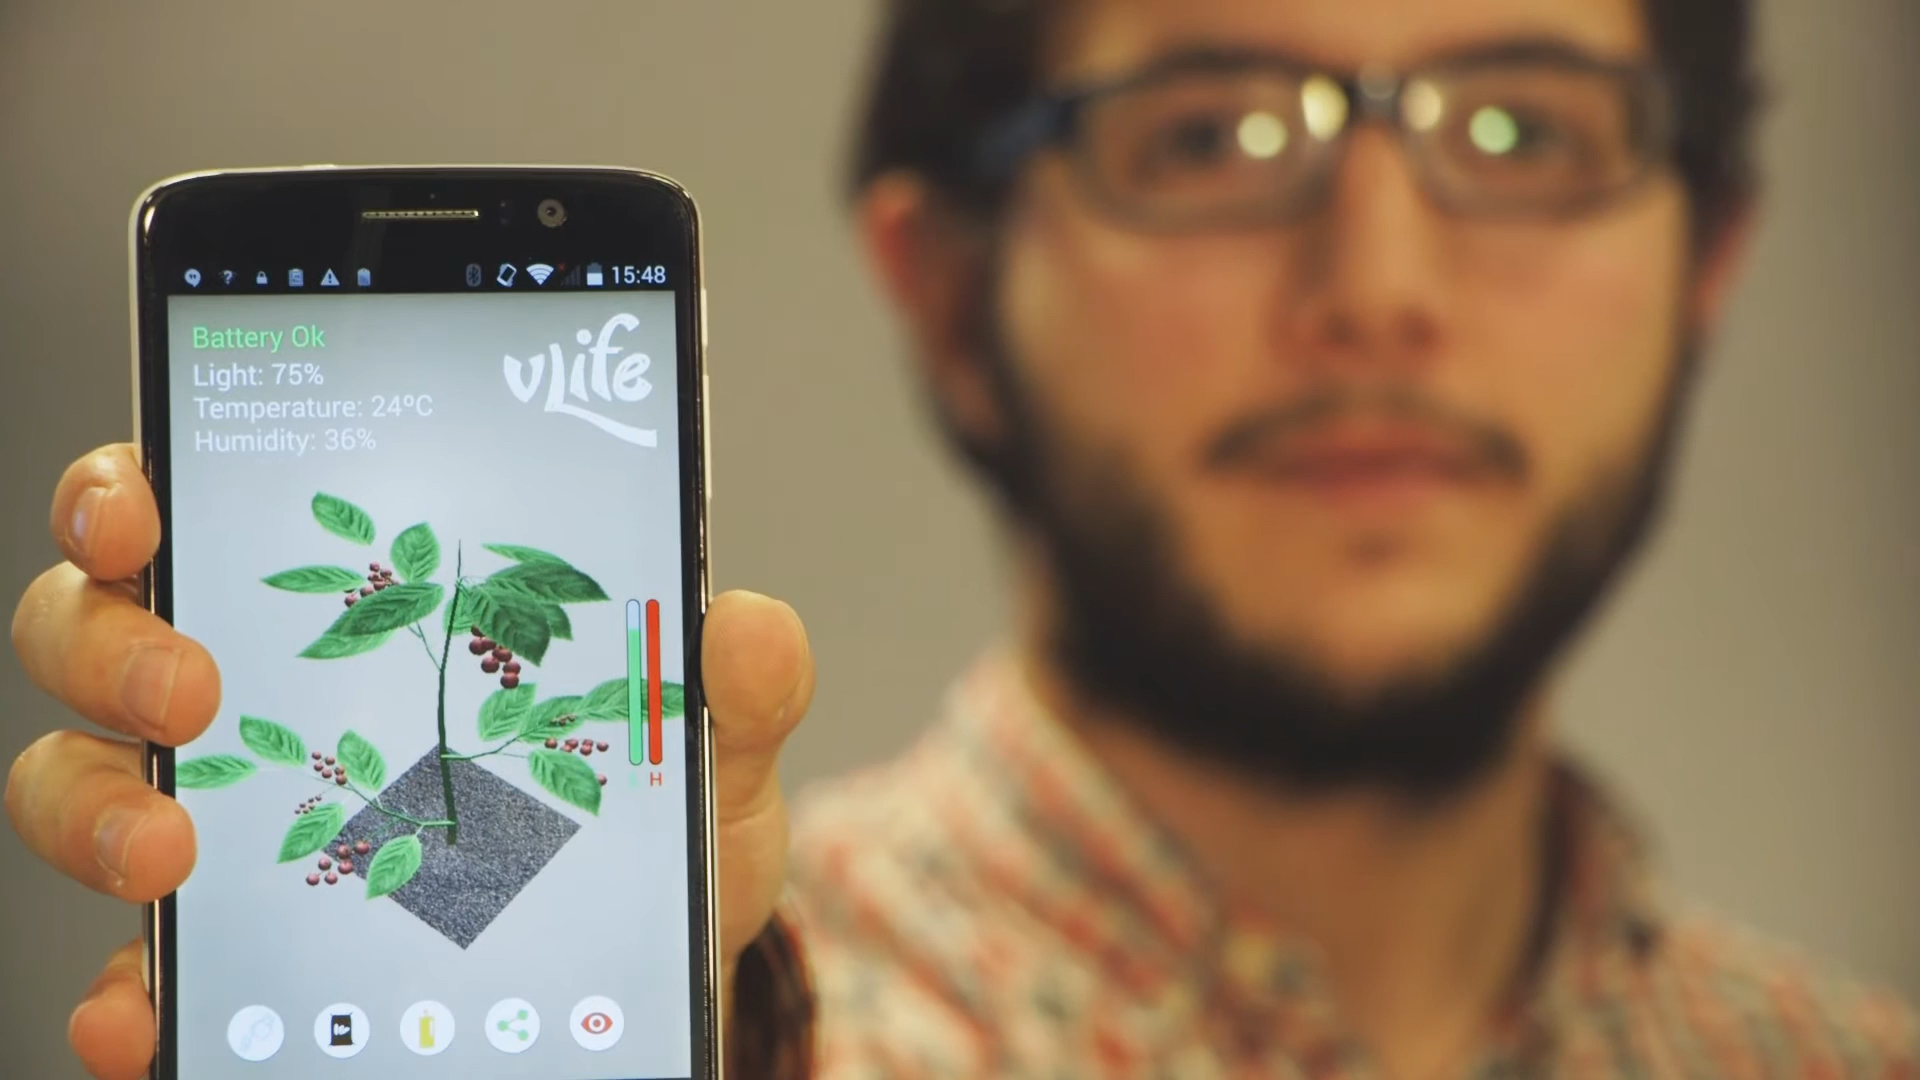 15:48
Battery Ok
Light: 75%
Temperature: 24ºC
Humidity: 36%
vLife
H